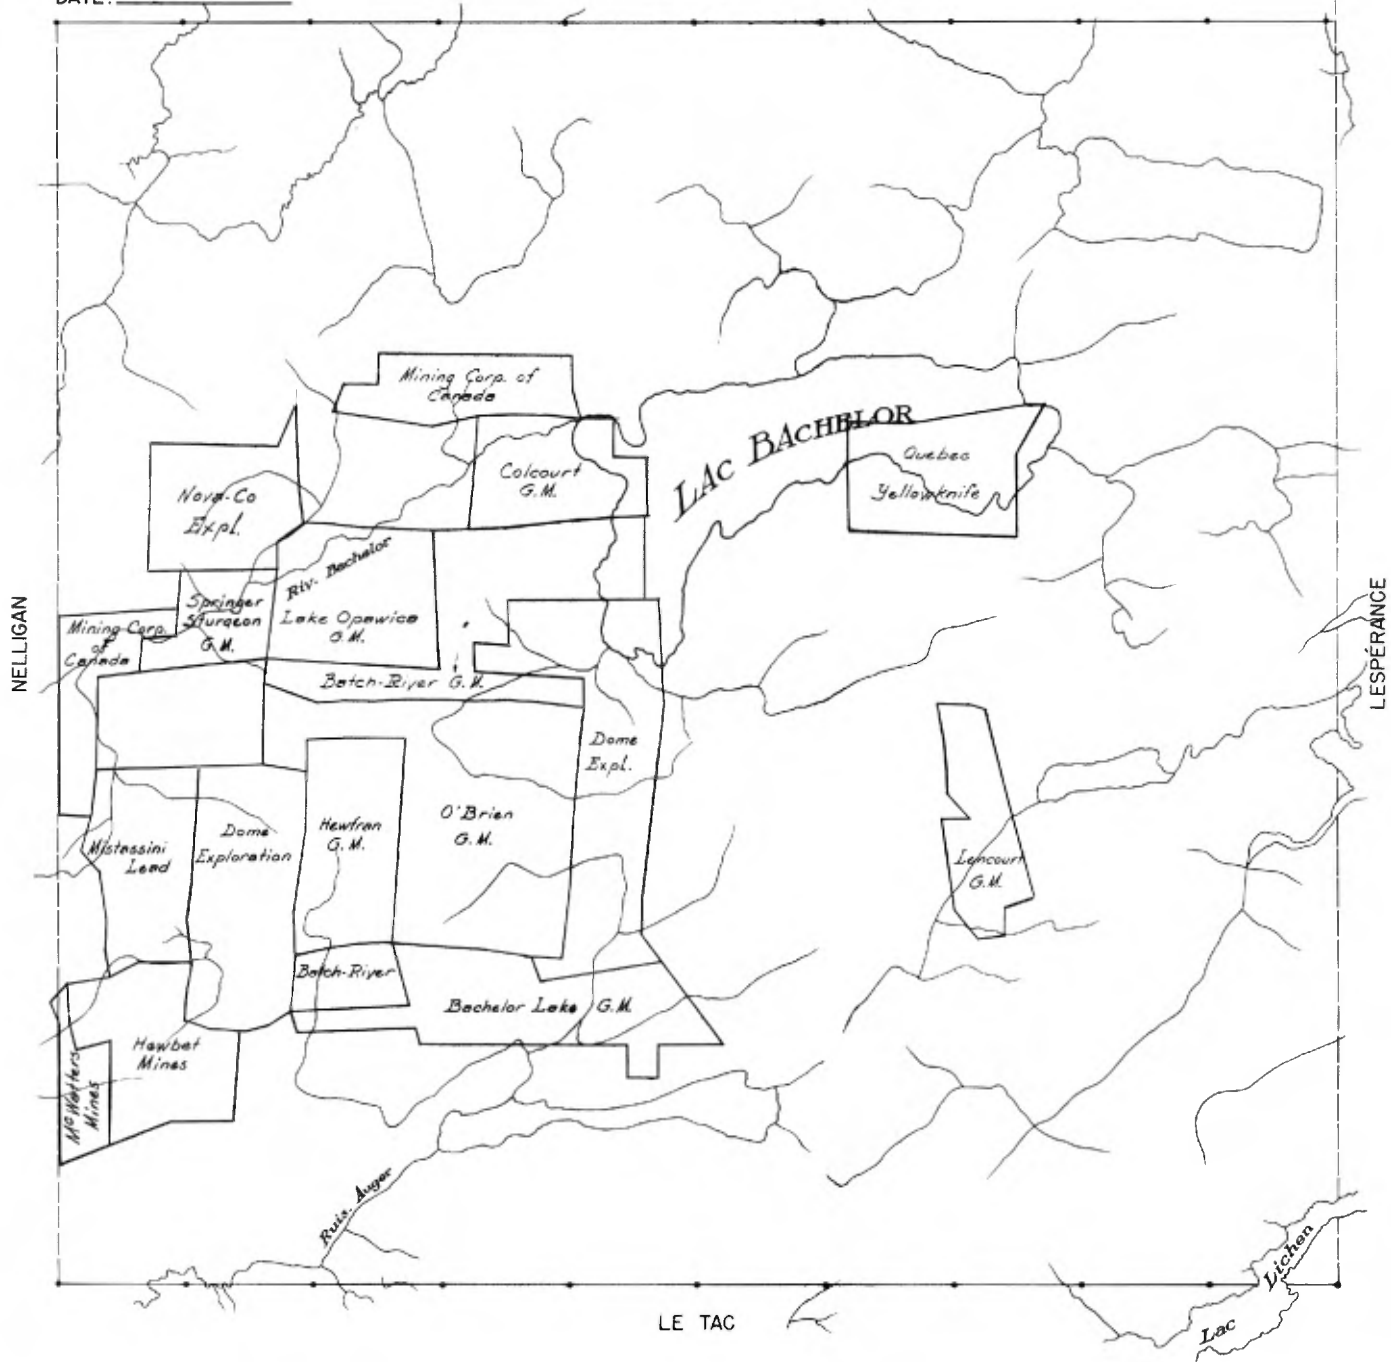 DATE:
Mining Corp. of
Canada
LAC BACHELOR
Quebec
Yellowknife
Colcourt
G.M.
Nova-Co
Expl.
Riv. Bachelor
Springer
Sturgeon
G.M.
Lake Opawica
G.M.
Mining Corp.
of
Canada
NELLIGAN
LESPÉRANCE
Batch-River G.M.
Dome
Expl.
O'Brien
G.M.
Hewfran
G.M.
Dome
Exploration
Mistassini
Lead
Lencourt
G.M.
Batch-River
Bachelor Lake G.M.
Hewbet
Mines
McWatters
Mines
Ruis. Auger
Lac Lichen
LE TAC